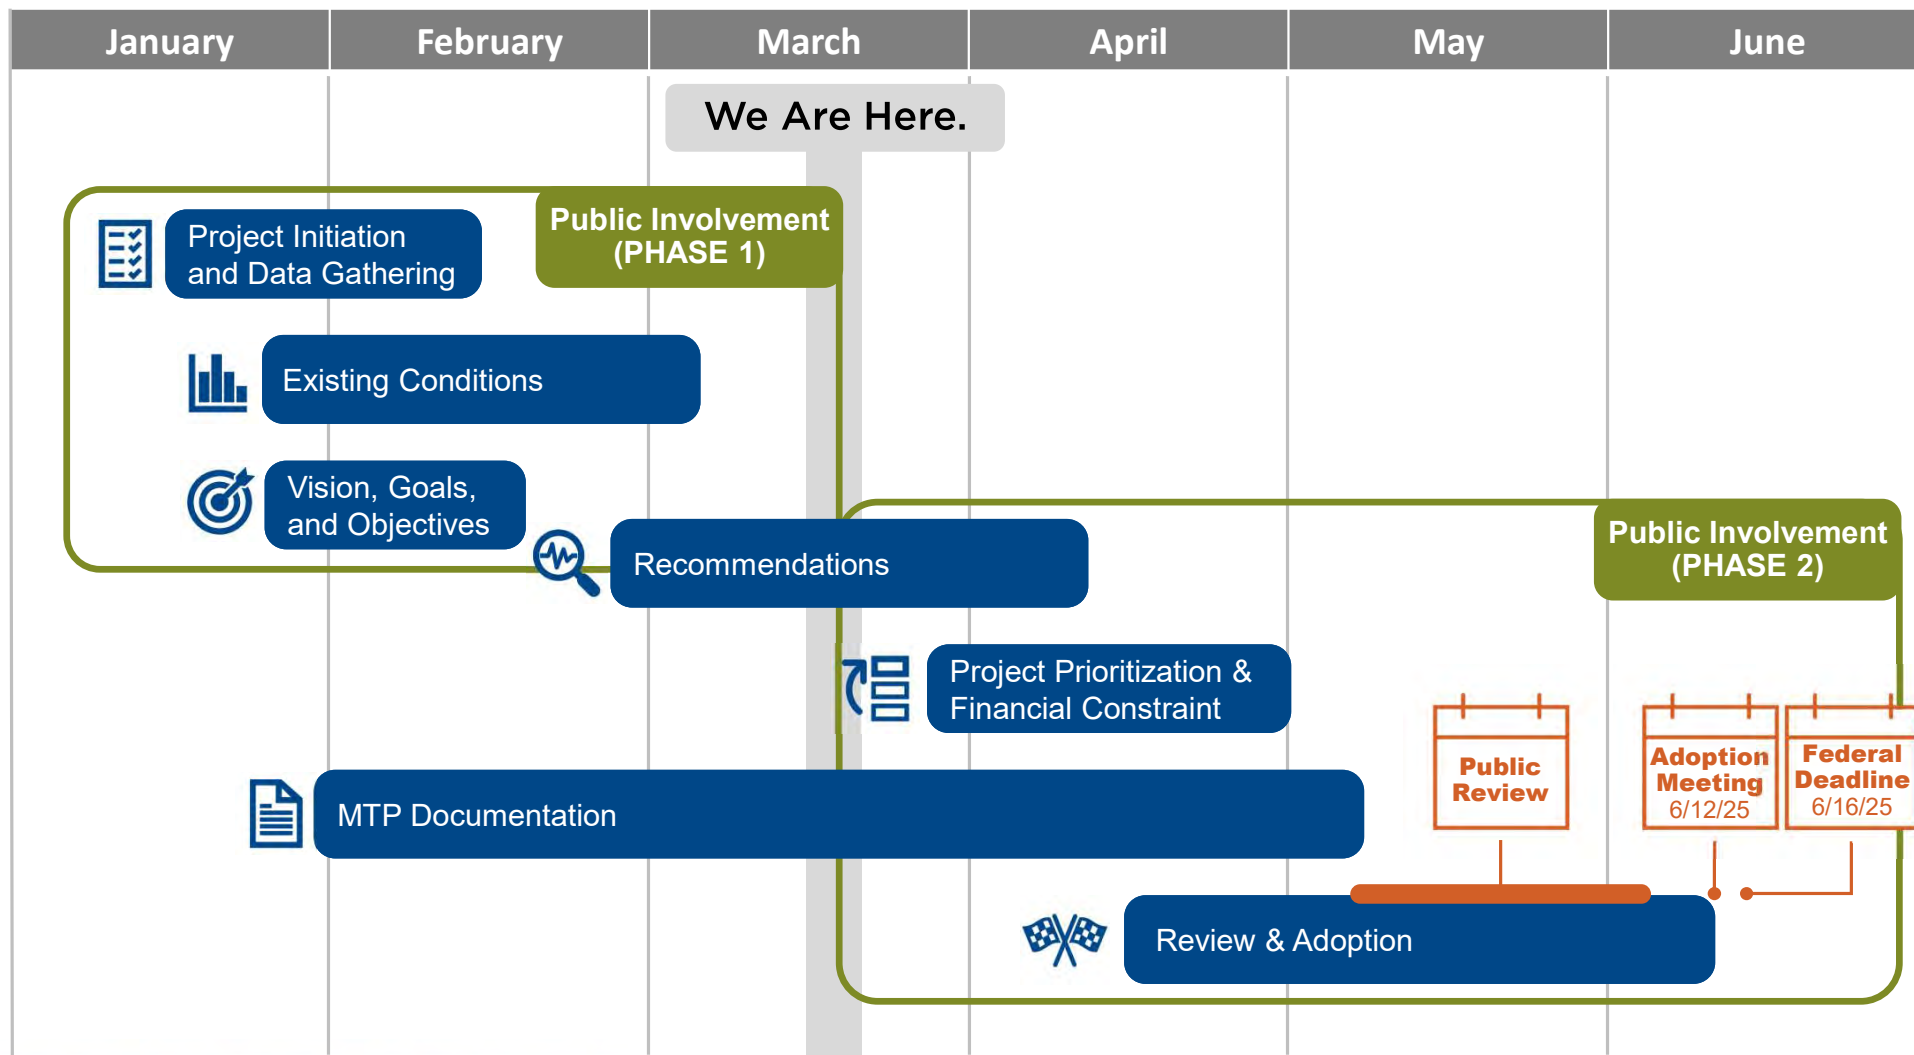 January
February
March
April
May
June
We Are Here.
Public Involvement
(PHASE 1)
Project Initiation
and Data Gathering
Existing Conditions
Vision, Goals,
and Objectives
Recommendations
Public Involvement
(PHASE 2)
Project Prioritization &
Financial Constraint
Public
Review
Adoption
Meeting
6/12/25
Federal
Deadline
6/16/25
MTP Documentation
Review & Adoption